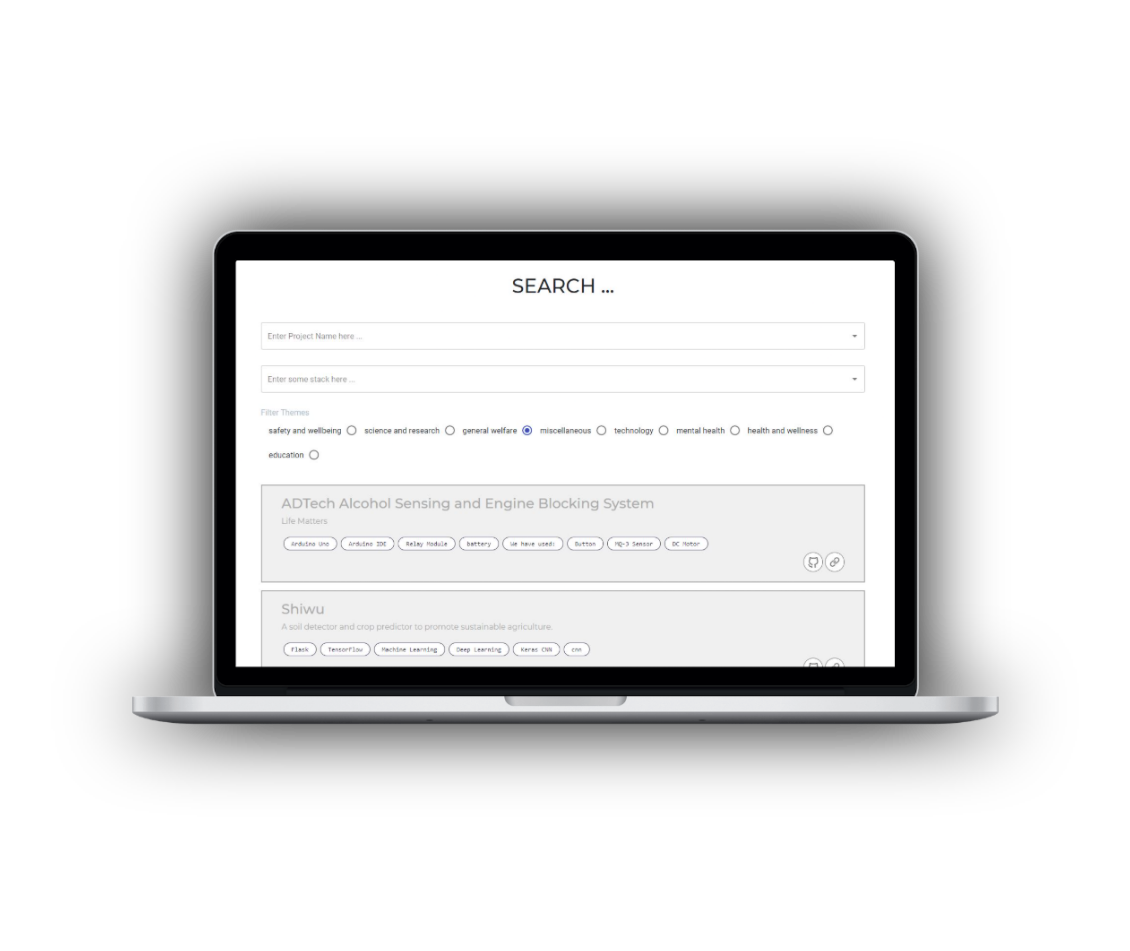 SEARCH ...
Enter Project Name here ...
Enter some stack here ...
Filter Themes
safety and wellbeing science and research general welfare miscellaneous technology mental health health and wellness
education
ADTech Alcohol Sensing and Engine Blocking System
Life Matters
Arduino Uno Arduino IDE Relay Module battery We have used: Button MQ-3 Sensor DC Motor
Shiwu
A soil detector and crop predictor to promote sustainable agriculture.
Flask Tensorflow Machine Learning Deep Learning Keras CNN cnn